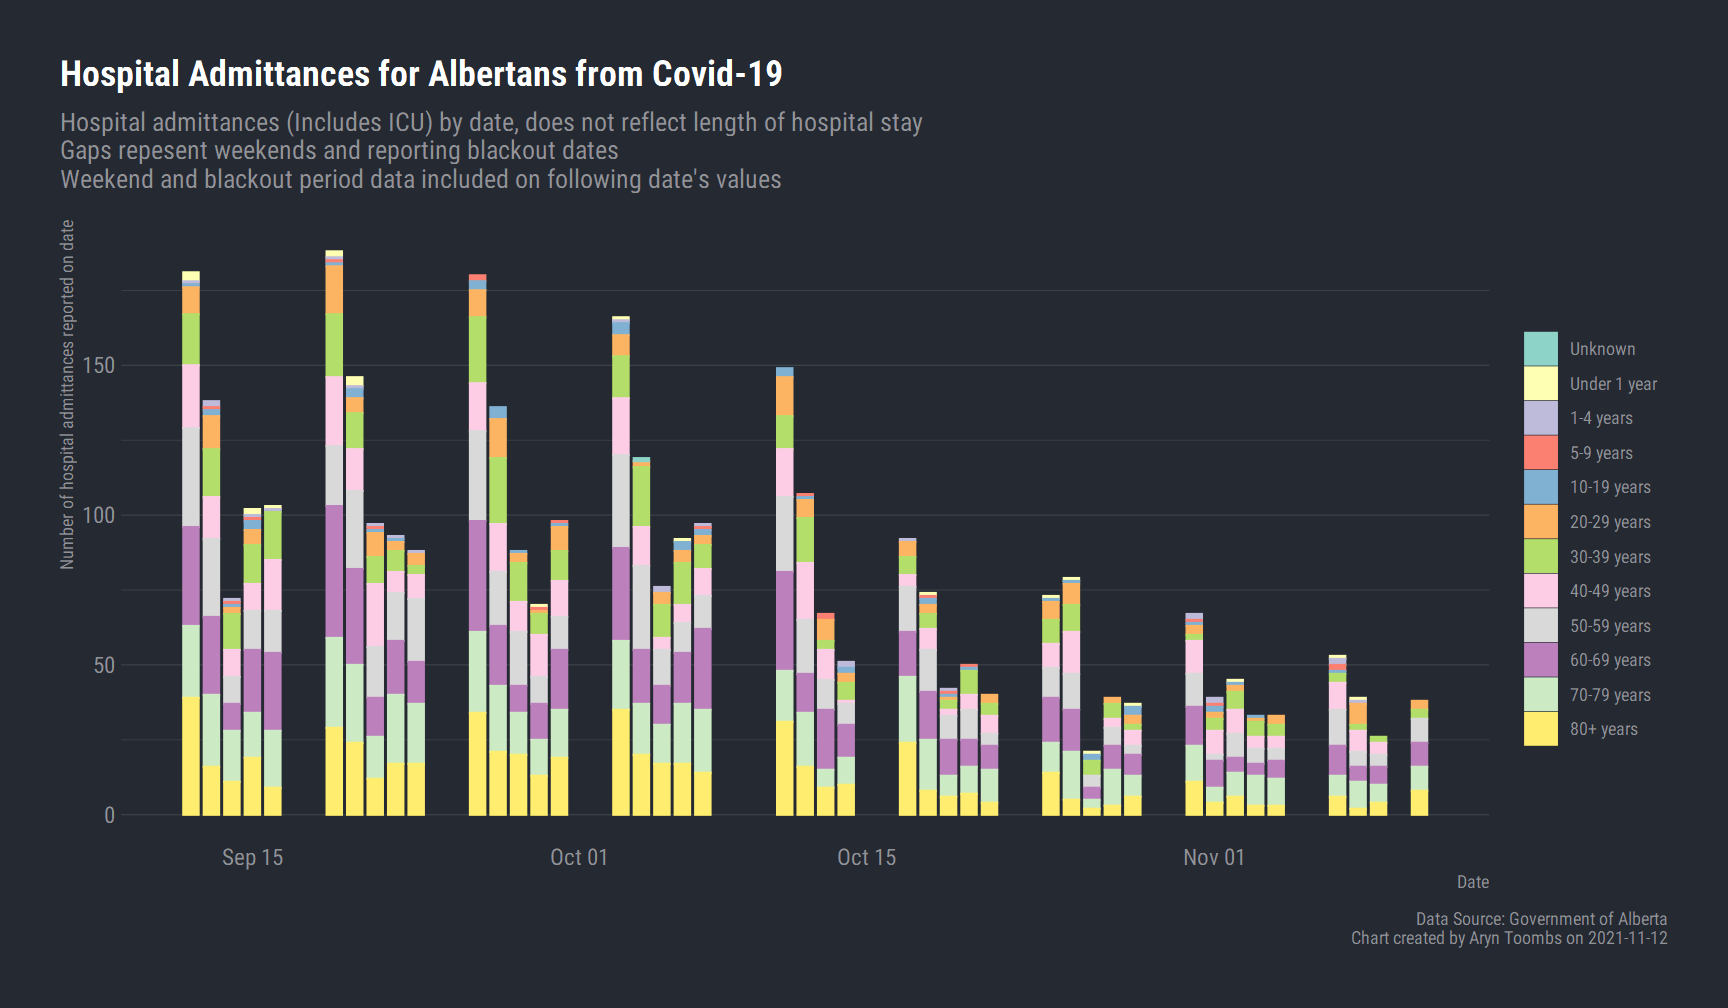 Hospital Admittances for Albertans from Covid-19
Hospital admittances (Includes ICU) by date, does not reflect length of hospital stay
Gaps repesent weekends and reporting blackout dates
Weekend and blackout period data included on following date's values
Number of hospital admittances reported on date
150
100
50
0
Sep 15
Oct 01
Oct 15
Nov 01
Date
Unknown
Under 1 year
1-4 years
5-9 years
10-19 years
20-29 years
30-39 years
40-49 years
50-59 years
60-69 years
70-79 years
80+ years
Data Source: Government of Alberta
Chart created by Aryn Toombs on 2021-11-12